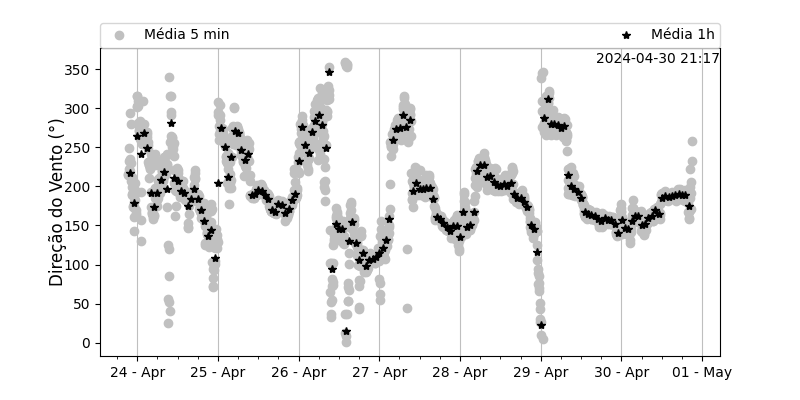 Média 5 min
Média 1h
2024-04-30 21:17
Direção do Vento (°)
350
300
250
200
150
100
50
0
24 - Apr
25 - Apr
26 - Apr
27 - Apr
28 - Apr
29 - Apr
30 - Apr
01 - May